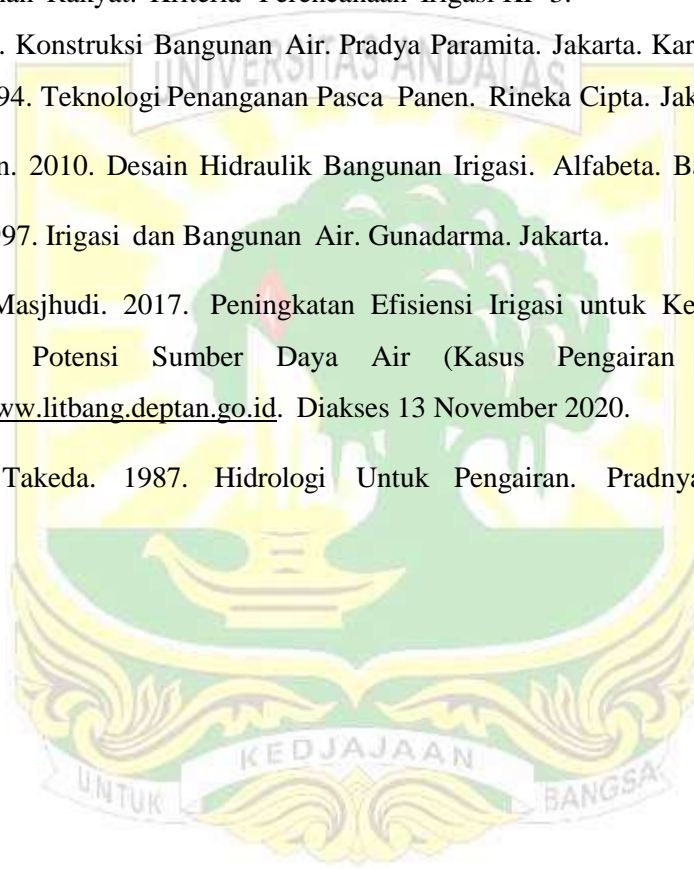 an Rakyat. Kriteria Perencanaan Irigasi KP 3.
. Konstruksi Bangunan Air. Pradya Paramita. Jakarta. Kar
94. Teknologi Penanganan Pasca Panen. Rineka Cipta. Jak
n. 2010. Desain Hidraulik Bangunan Irigasi. Alfabeta. Ba
97. Irigasi dan Bangunan Air. Gunadarma. Jakarta.
Masjhudi. 2017. Peningkatan Efisiensi Irigasi untuk Ke
Potensi Sumber Daya Air (Kasus Pengairan
ww.litbang.deptan.go.id. Diakses 13 November 2020.
Takeda. 1987. Hidrologi Untuk Pengairan. Pradnya
UNIVERSITAS ANDALAS
UNTUK KEDJAJAAN BANGSA